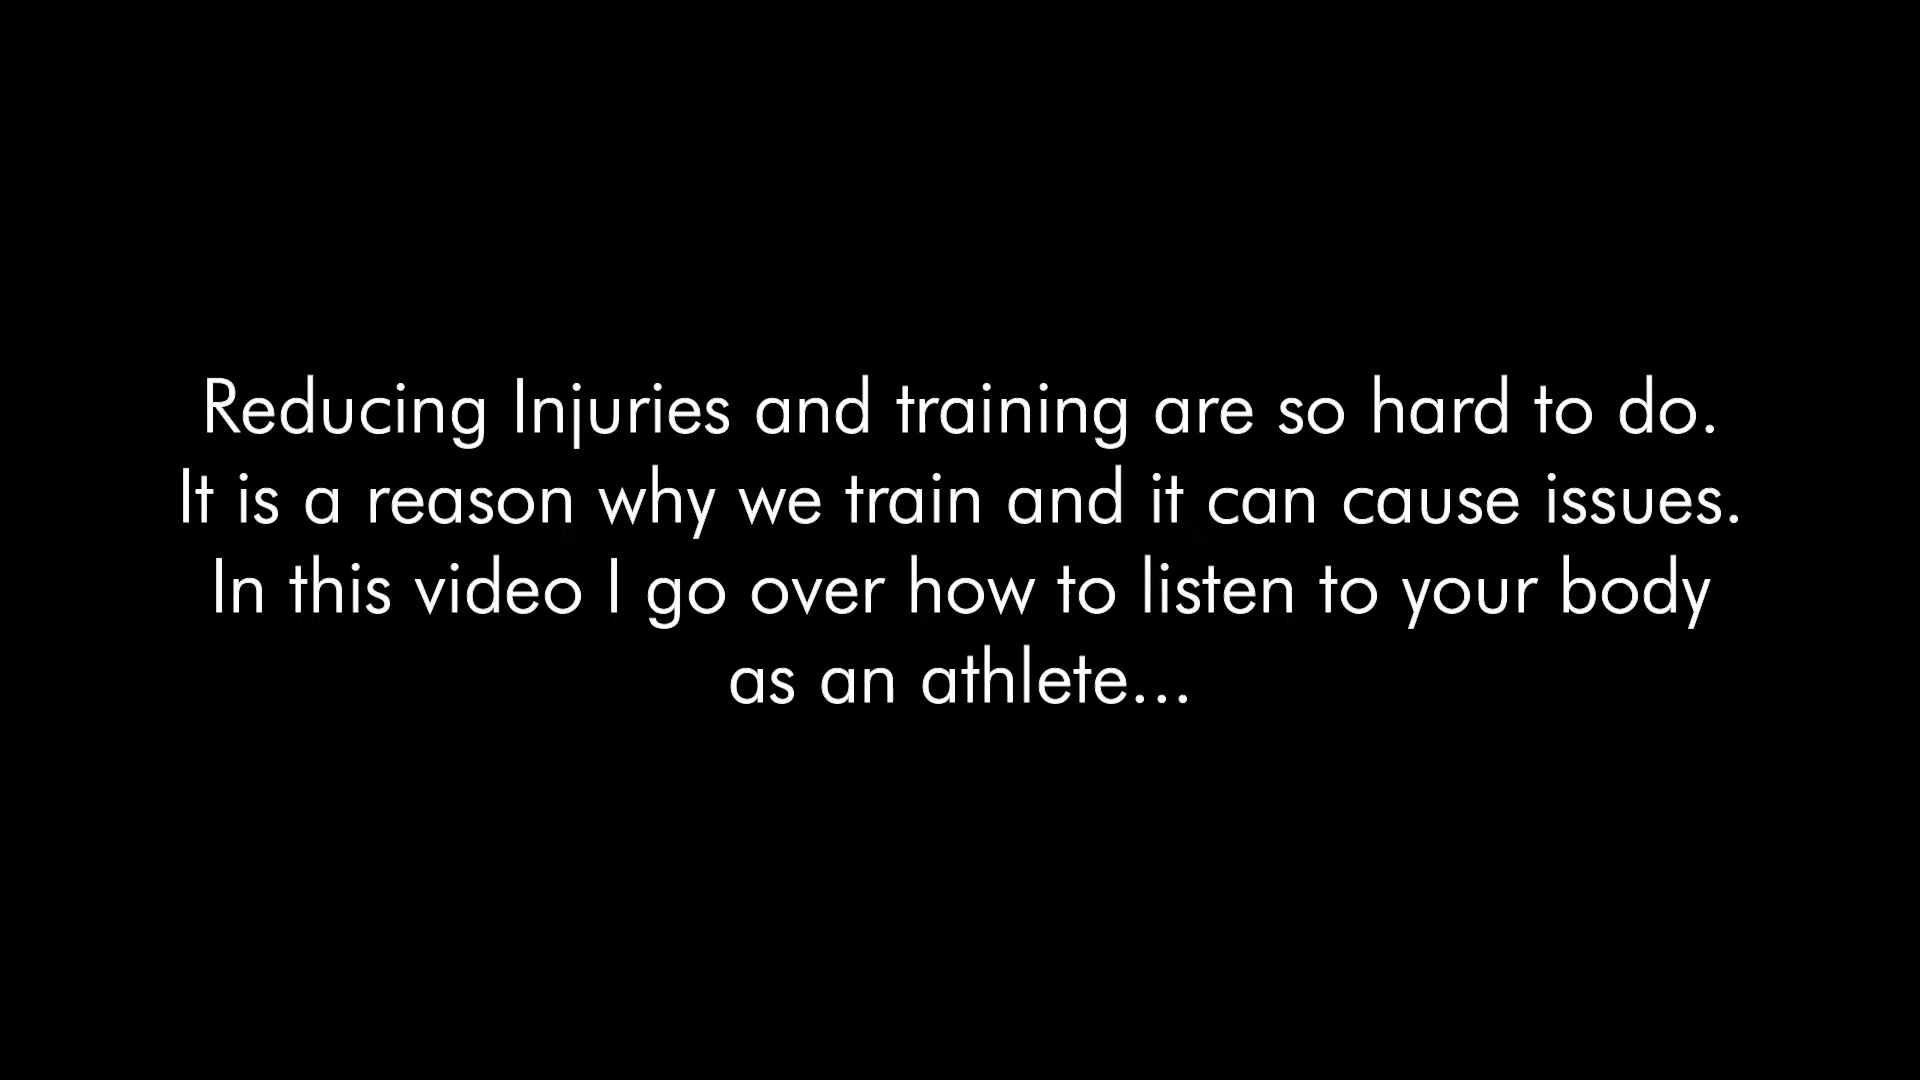 Reducing Injuries and training are so hard to do.
It is a reason why we train and it can cause issues.
In this video I go over how to listen to your body
as an athlete...